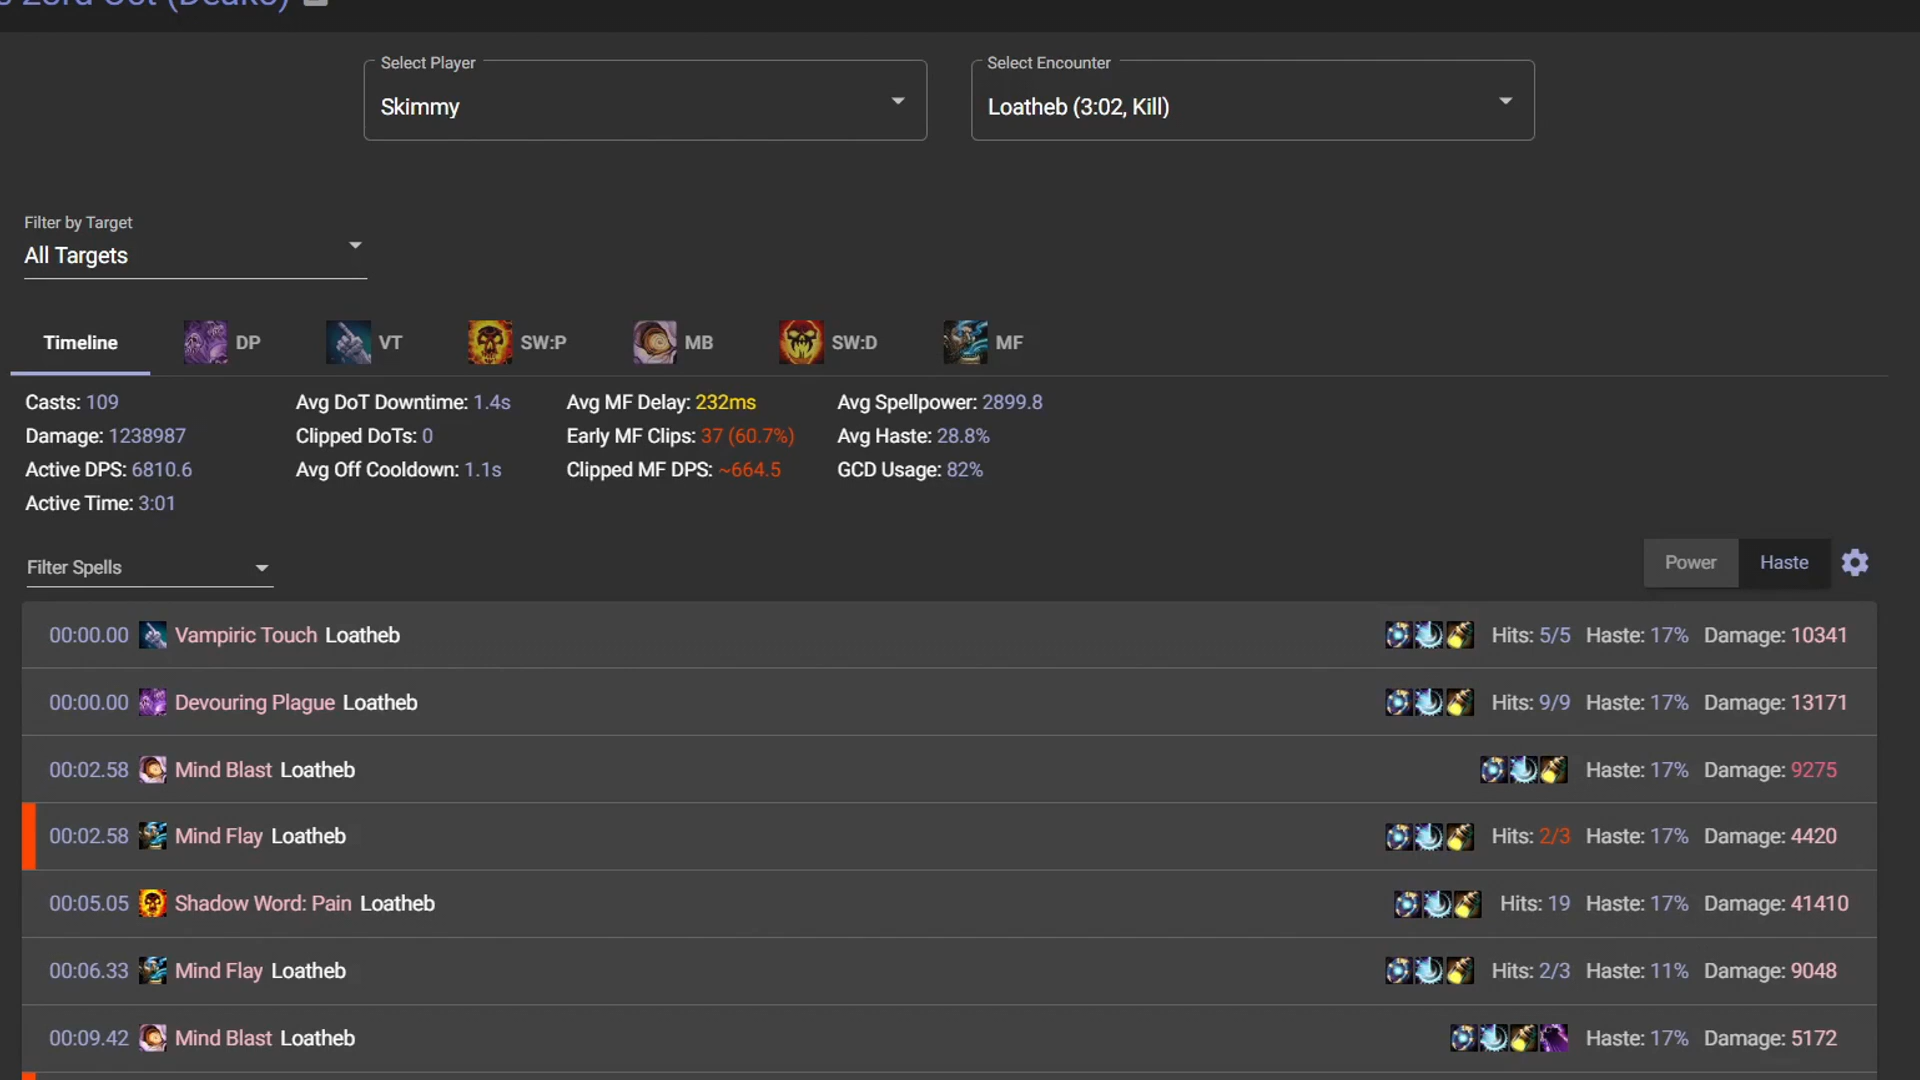 Select Player
Select Encounter
Skimmy
Loatheb (3:02, Kill)
Filter by Target
All Targets
Timeline DP VT SW:P MB SW:D MF
Casts: 109 Avg DoT Downtime: 1.4s Avg MF Delay: 232ms Avg Spellpower: 2899.8
Damage: 1238987 Clipped DoTs: 0 Early MF Clips: 37 (60.7%) Avg Haste: 28.8%
Active DPS: 6810.6 Avg Off Cooldown: 1.1s Clipped MF DPS: ~664.5 GCD Usage: 82%
Active Time: 3:01
Filter Spells Power Haste
00:00.00 Vampiric Touch Loatheb Hits: 5/5 Haste: 17% Damage: 10341
00:00.00 Devouring Plague Loatheb Hits: 9/9 Haste: 17% Damage: 13171
00:02.58 Mind Blast Loatheb Haste: 17% Damage: 9275
00:02.58 Mind Flay Loatheb Hits: 2/3 Haste: 17% Damage: 4420
00:05.05 Shadow Word: Pain Loatheb Hits: 19 Haste: 17% Damage: 41410
00:06.33 Mind Flay Loatheb Hits: 2/3 Haste: 11% Damage: 9048
00:09.42 Mind Blast Loatheb Haste: 17% Damage: 5172